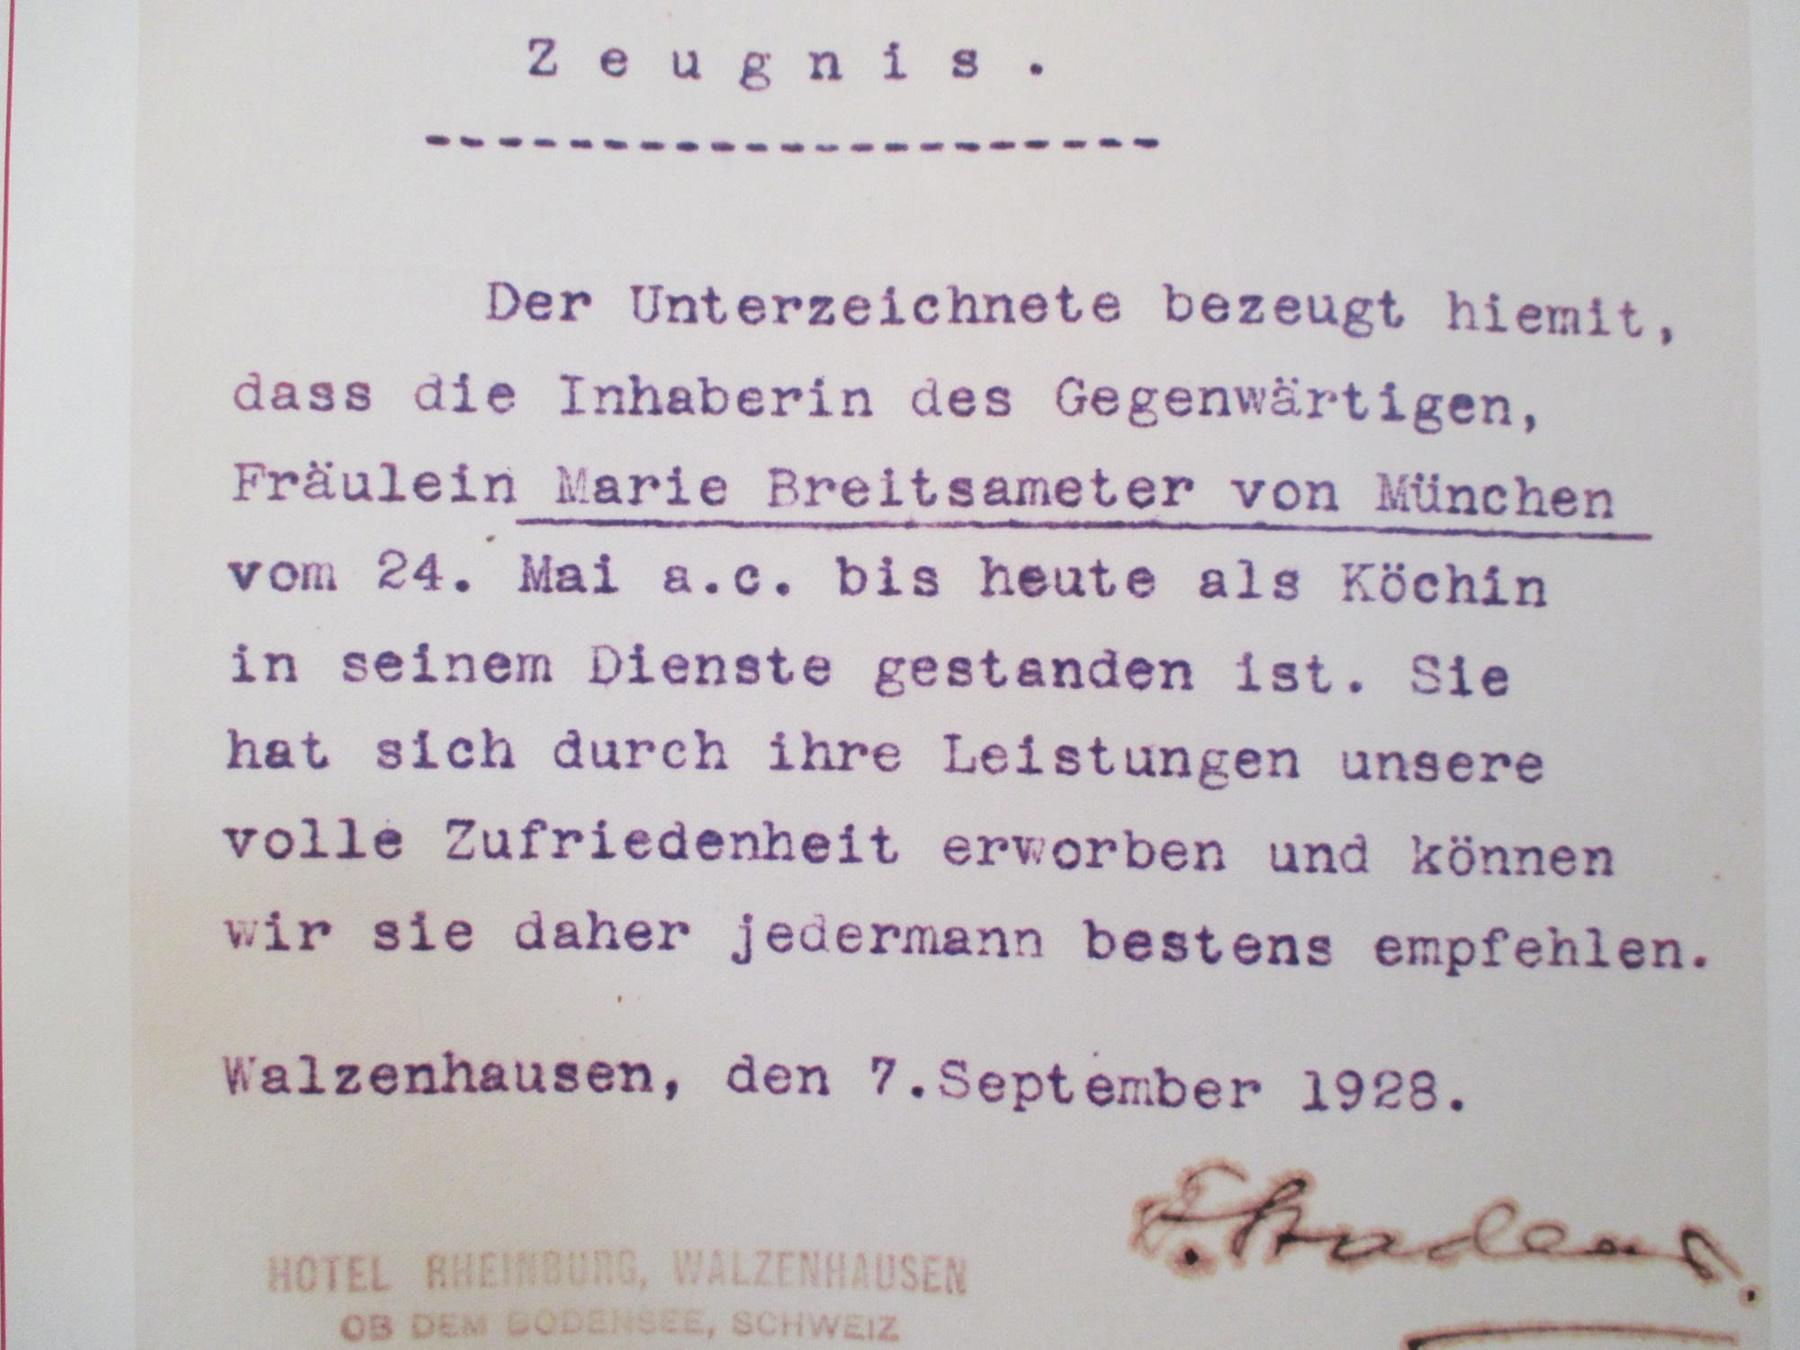 Zeugnis.
Der Unterzeichnete bezeugt hiemit,
dass die Inhaberin des Gegenwärtigen,
Fräulein Marie Breitsameter von München
vom 24. Mai a.c. bis heute als Köchin
in seinem Dienste gestanden ist. Sie
hat sich durch ihre Leistungen unsere
volle Zufriedenheit erworben und können
wir sie daher jedermann bestens empfehlen.
Walzenhausen, den 7.September 1928.
HOTEL RHEINBURG, WALZENHAUSEN
OB DEM BODENSEE, SCHWEIZ